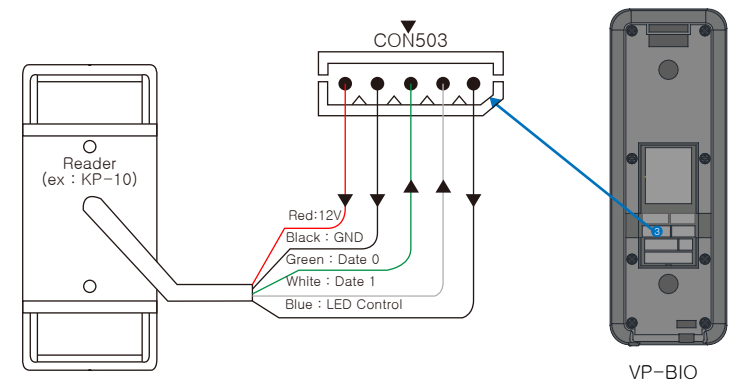 CON503
Reader
(ex : KP-10)
Red:12V
Black : GND
Green : Date 0
White : Date 1
Blue : LED Control
3
VP-BIO